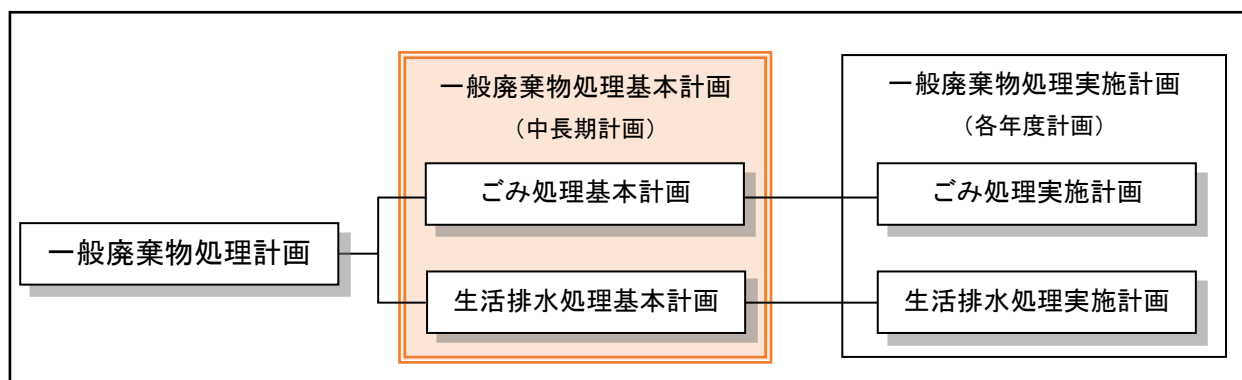 一般廃棄物処理計画
一般廃棄物処理基本計画
（中長期計画）
ごみ処理基本計画
生活排水処理基本計画
一般廃棄物処理実施計画
（各年度計画）
ごみ処理実施計画
生活排水処理実施計画